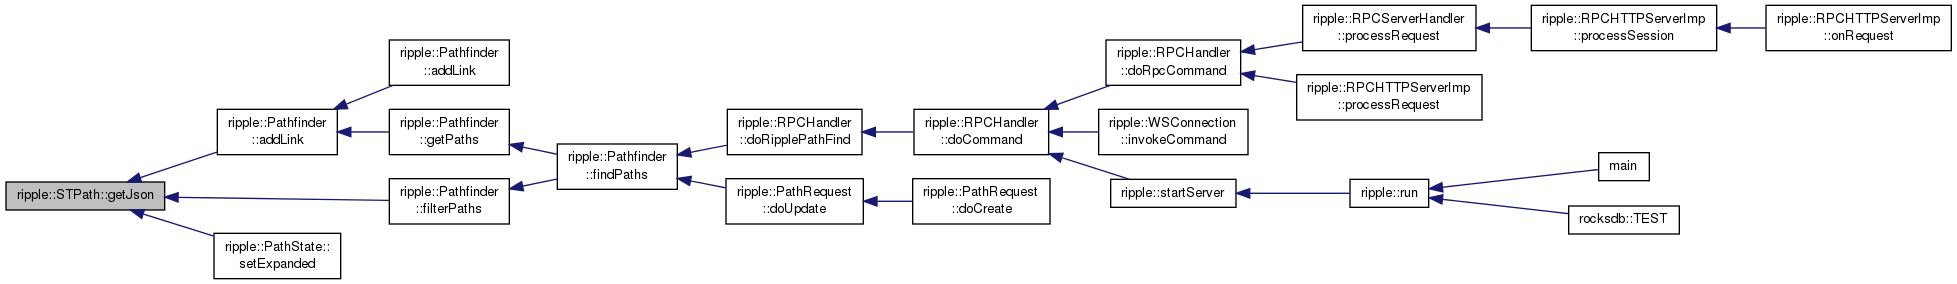 ripple::STPath::getJson
ripple::Pathfinder
::addLink
ripple::Pathfinder
::addLink
ripple::Pathfinder
::getPaths
ripple::Pathfinder
::filterPaths
ripple::PathState::
setExpanded
ripple::Pathfinder
::findPaths
ripple::RPCHandler
::doRipplePathFind
ripple::PathRequest
::doUpdate
ripple::RPCHandler
::doCommand
ripple::PathRequest
::doCreate
ripple::RPCHandler
::doRpcCommand
ripple::WSConnection
::invokeCommand
ripple::startServer
ripple::RPCServerHandler
::processRequest
ripple::RPCHTTPServerImp
::processRequest
ripple::run
ripple::RPCHTTPServerImp
::processSession
main
rocksdb::TEST
ripple::RPCHTTPServerImp
::onRequest